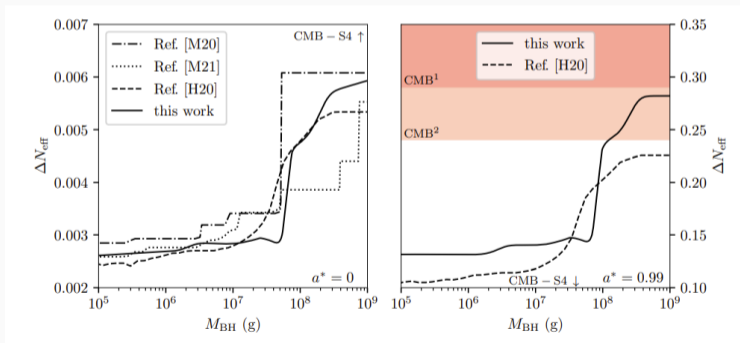 0.007
0.006
0.005
0.004
0.003
0.002
ΔN_eff
Ref. [M20]
Ref. [M21]
Ref. [H20]
this work
CMB − S4 ↑
a* = 0
10^5
10^6
10^7
10^8
10^9
M_BH (g)
this work
Ref. [H20]
CMB^1
CMB^2
CMB − S4 ↓
a* = 0.99
10^5
10^6
10^7
10^8
10^9
M_BH (g)
0.35
0.30
0.25
0.20
0.15
0.10
ΔN_eff